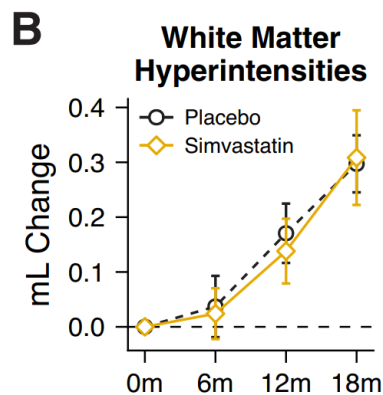 B
White Matter
Hyperintensities
Placebo
Simvastatin
mL Change
0.4
0.3
0.2
0.1
0.0
0m 6m 12m 18m